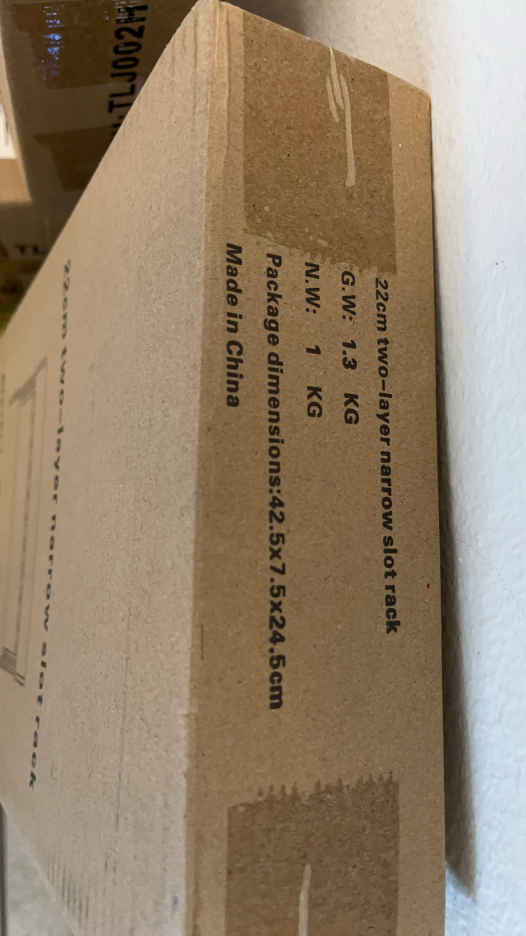 22cm two-layer narrow slot rack
G.W: 1.3 KG
N.W: 1 KG
Package dimensions:42.5x7.5x24.5cm
Made in China
22cm two-layer narrow slot rack
TLJ002H
TL